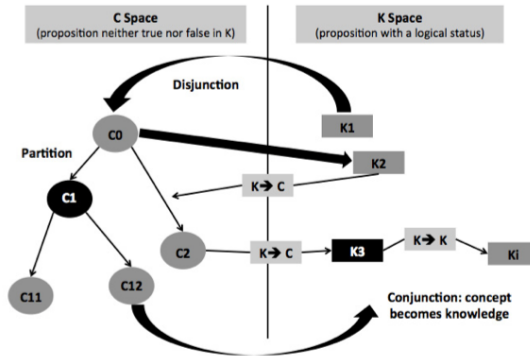 C Space
(proposition neither true nor false in K)
K Space
(proposition with a logical status)
Disjunction
K1
C0
K2
Partition
K➔ C
C1
C2
K➔ C
K3
K➔ K
Ki
C11
C12
Conjunction: concept
becomes knowledge